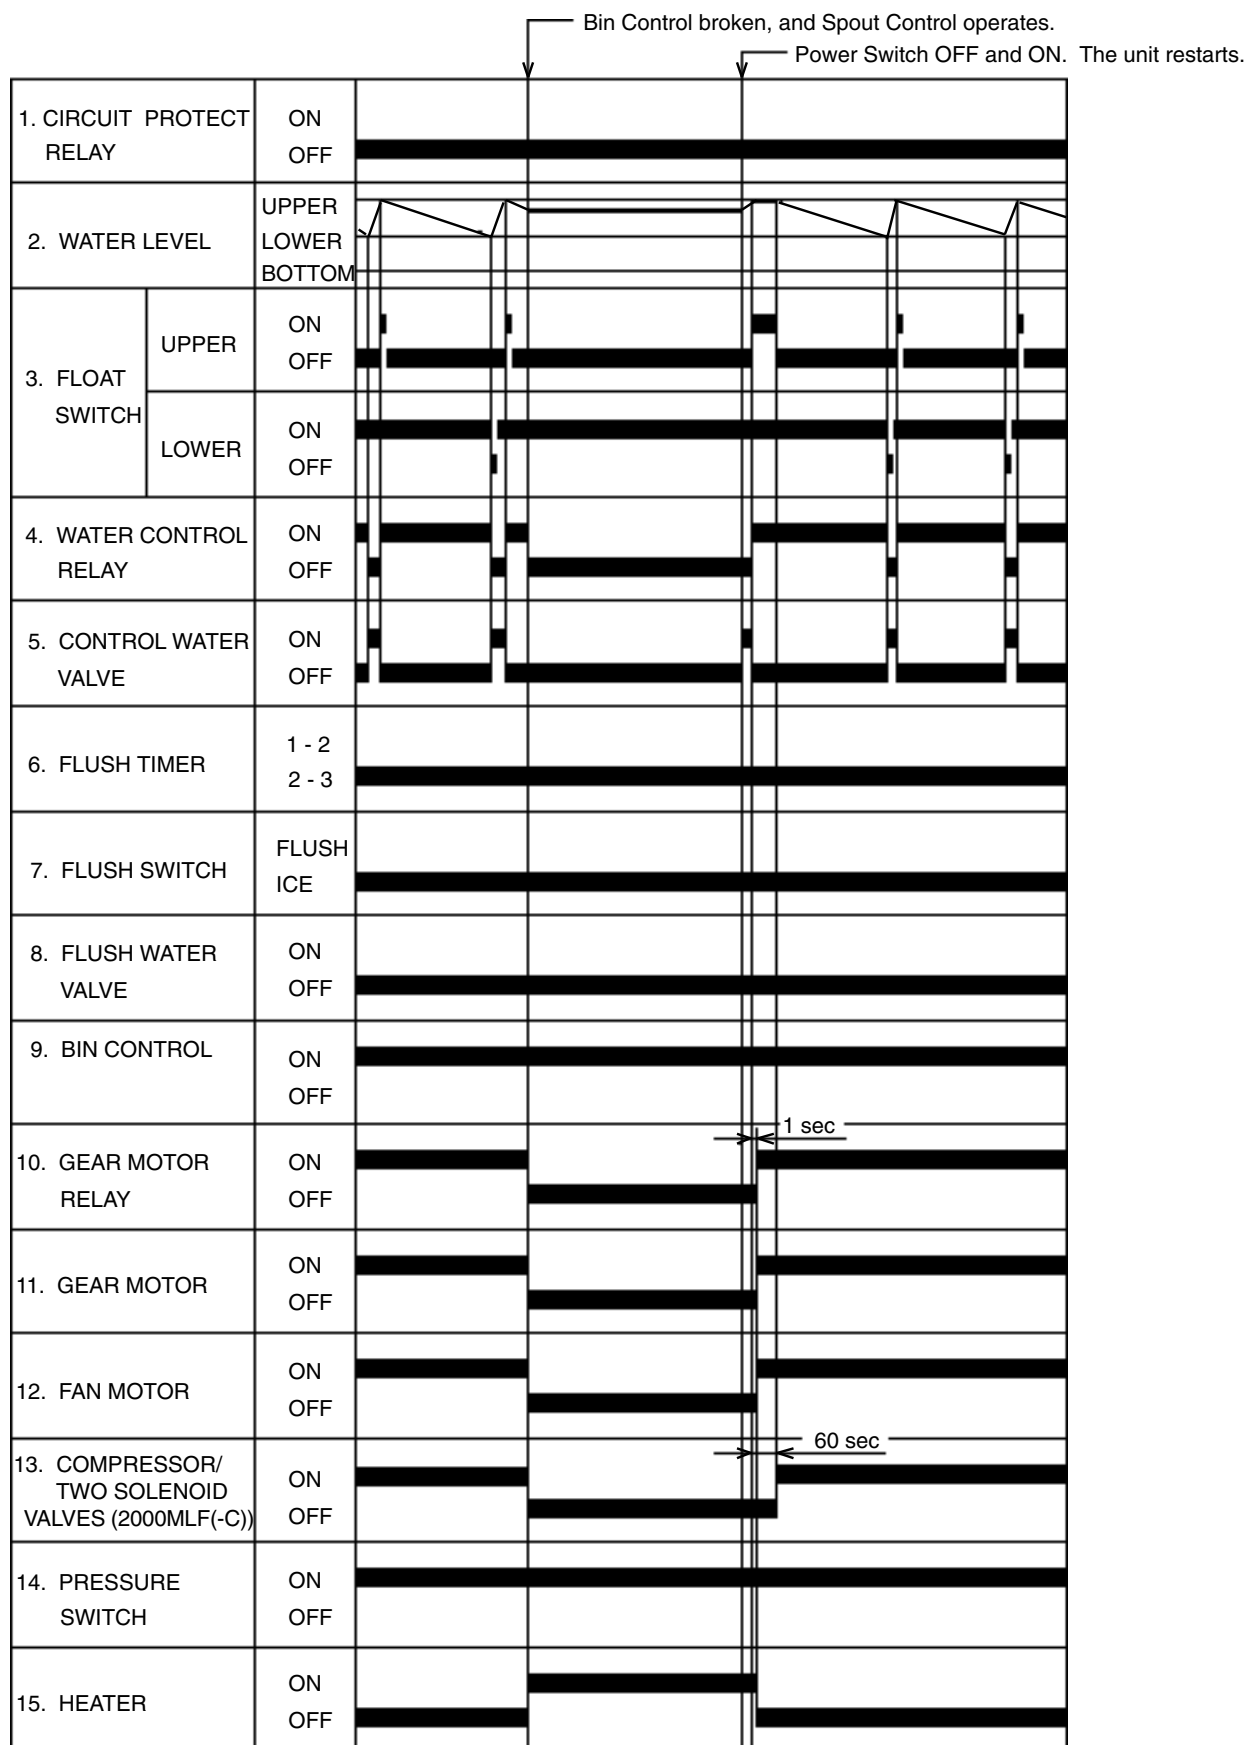 Bin Control broken, and Spout Control operates.
Power Switch OFF and ON. The unit restarts.
1. CIRCUIT PROTECT
RELAY
ON
OFF
2. WATER LEVEL
UPPER
LOWER
BOTTOM
3. FLOAT
SWITCH
UPPER
ON
OFF
LOWER
ON
OFF
4. WATER CONTROL
RELAY
ON
OFF
5. CONTROL WATER
VALVE
ON
OFF
6. FLUSH TIMER
1 - 2
2 - 3
7. FLUSH SWITCH
FLUSH
ICE
8. FLUSH WATER
VALVE
ON
OFF
9. BIN CONTROL
ON
OFF
1 sec
10. GEAR MOTOR
RELAY
ON
OFF
11. GEAR MOTOR
ON
OFF
12. FAN MOTOR
ON
OFF
60 sec
13. COMPRESSOR/
TWO SOLENOID
VALVES (2000MLF(-C))
ON
OFF
14. PRESSURE
SWITCH
ON
OFF
15. HEATER
ON
OFF